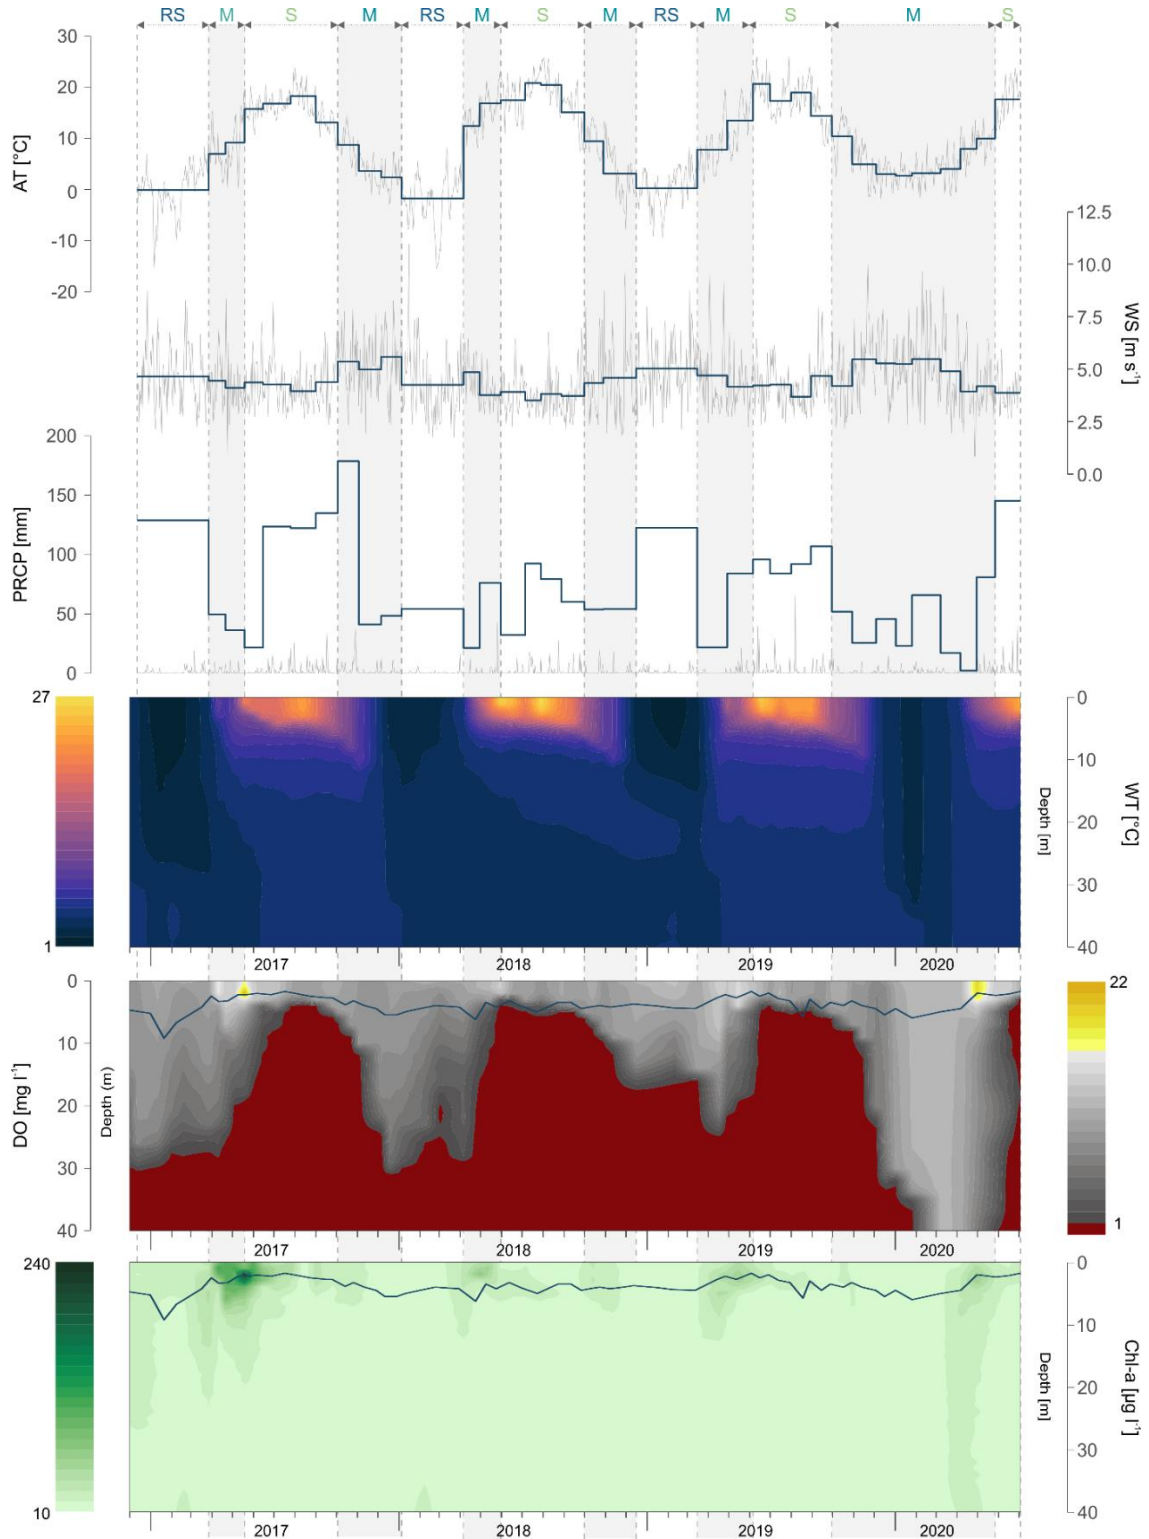 RS M S M RS M S M RS M S M S
30
20
10
0
-10
-20
AT [°C]
12.5
10.0
7.5
5.0
2.5
0.0
WS [m s⁻¹]
200
150
100
50
0
PRCP [mm]
27
1
0
10
20
30
40
Depth [m]
WT [°C]
2017 2018 2019 2020
0
10
20
30
40
DO [mg l⁻¹]
Depth (m)
22
1
2017 2018 2019 2020
240
10
0
10
20
30
40
Depth [m]
Chl-a [µg l⁻¹]
2017 2018 2019 2020